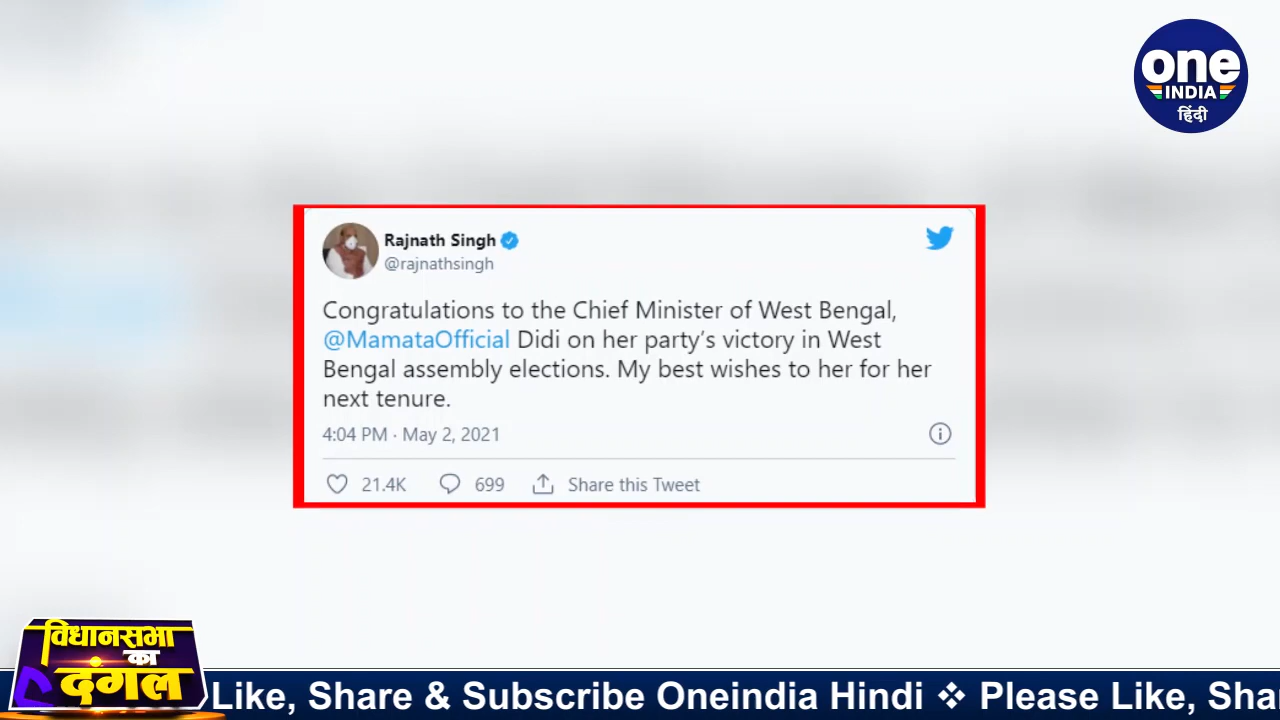 one
INDIA
हिंदी
Rajnath Singh
@rajnathsingh
Congratulations to the Chief Minister of West Bengal,
@MamataOfficial Didi on her party’s victory in West
Bengal assembly elections. My best wishes to her for her
next tenure.
4:04 PM · May 2, 2021
21.4K 699 Share this Tweet
विधानसभा
का
दंगल
Like, Share & Subscribe Oneindia Hindi ❖ Please Like, Sha